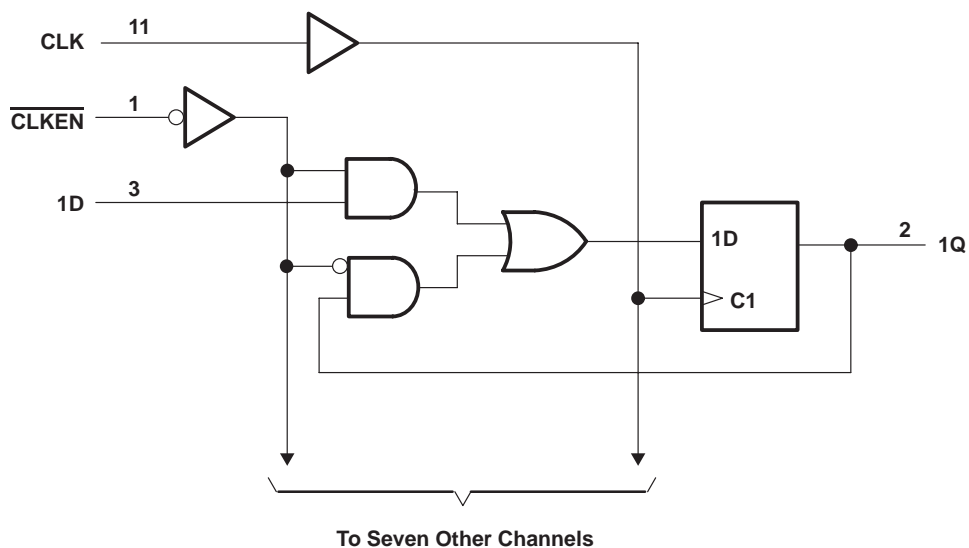 CLK 11
CLKEN 1
1D 3
1D
C1
2 1Q
To Seven Other Channels